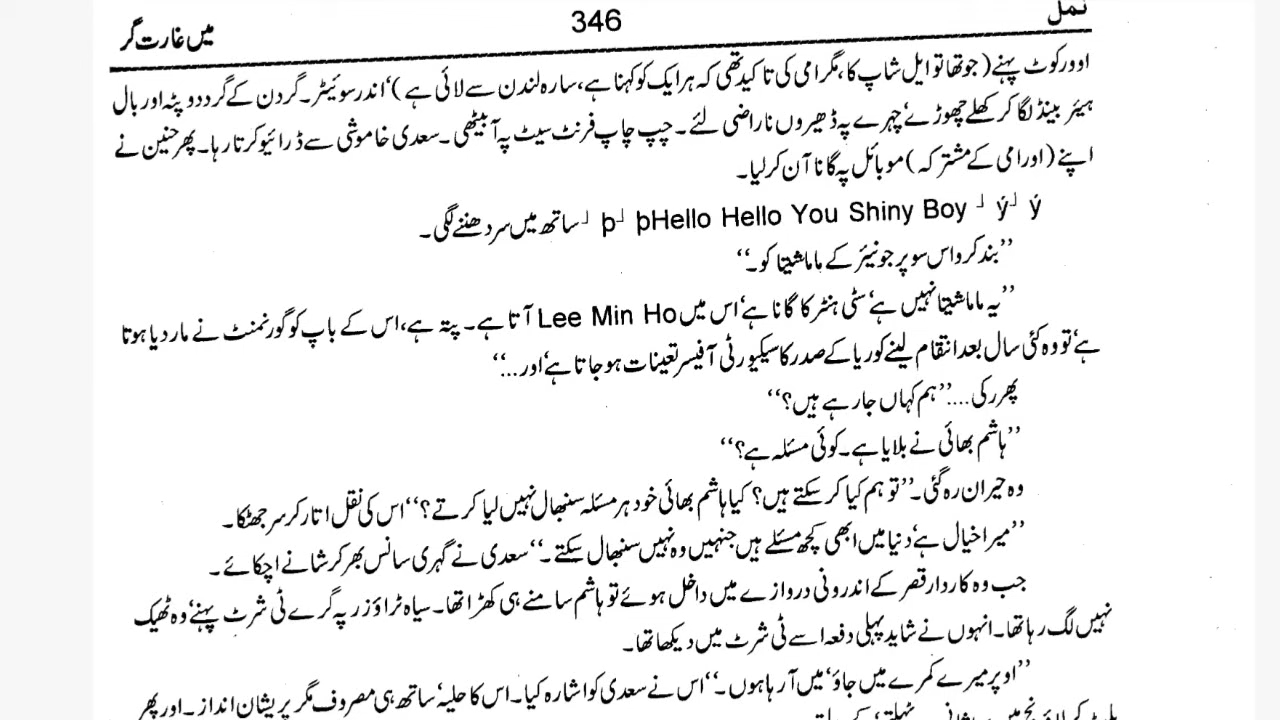 نمل 346 میں غارت گر
اوور کوٹ پہنے (جو تھا تو ایل شاپ کا، مگر امی کی تاکید تھی کہ ہر ایک کو کہنا ہے، سارہ لندن سے لائی ہے)‘ اندر سوئیٹر۔ گردن کے گرد دوپٹہ اور بال
ہیئر بینڈ لگا کر کھلے چھوڑے‘ چہرے پہ ڈھیروں ناراضی لئے۔ چپ چاپ فرنٹ سیٹ پہ آ بیٹھی۔ سعدی خاموشی سے ڈرائیو کرتا رہا۔ پھر حنین نے
اپنے (اور امی کے مشترکہ) موبائل پہ گانا آن کر لیا۔
ý ┘ý ┘ Hello Hello You Shiny Boyþ ┘þ ┘ساتھ میں سر دھننے لگی۔
’’بند کرو اس سوپر جونیئر کے ماما شیتا کو۔‘‘
’’یہ ماما شیتا نہیں ہے‘ سٹی ہنٹر کا گانا ہے‘ اس میں Lee Min Ho آتا ہے۔ پتہ ہے، اس کے باپ کو گورنمنٹ نے مار دیا ہوتا
ہے‘ تو وہ کئی سال بعد انتقام لینے کوریا کے صدر کا سیکیورٹی آفیسر تعینات ہو جاتا ہے‘ اور...‘‘
پھر رکی.... ’’ہم کہاں جا رہے ہیں؟‘‘
’’ہاشم بھائی نے بلایا ہے۔ کوئی مسئلہ ہے؟‘‘
وہ حیران رہ گئی۔ ’’تو ہم کیا کر سکتے ہیں؟ کیا ہاشم بھائی خود ہر مسئلہ سنبھال نہیں لیا کرتے؟‘‘ اس کی نقل اتار کر سر جھٹکا۔
’’میرا خیال ہے‘ دنیا میں ابھی کچھ مسئلے ہیں جنہیں وہ نہیں سنبھال سکتے۔‘‘ سعدی نے گہری سانس بھر کر شانے اچکائے۔
جب وہ کاردار قصر کے اندرونی دروازے میں داخل ہوئے تو ہاشم سامنے ہی کھڑا تھا۔ سیاہ ٹراؤزر پہ گرے ٹی شرٹ پہنے‘ وہ ٹھیک
نہیں لگ رہا تھا۔ انہوں نے شاید پہلی دفعہ اسے ٹی شرٹ میں دیکھا تھا۔
’’اوپر میرے کمرے میں جاؤ‘ میں آ رہا ہوں۔‘‘ اس نے سعدی کو اشارہ کیا۔ اس کا حلیہ‘ ساتھ ہی مصروف مگر پریشان انداز۔ اور پھر